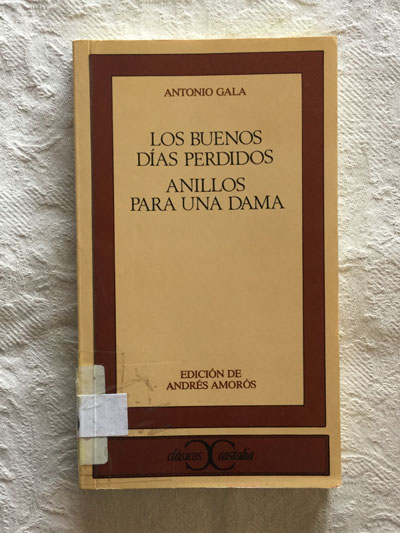 ANTONIO GALA
LOS BUENOS
DÍAS PERDIDOS
ANILLOS
PARA UNA DAMA
EDICIÓN DE
ANDRÉS AMORÓS
clásicos castalia